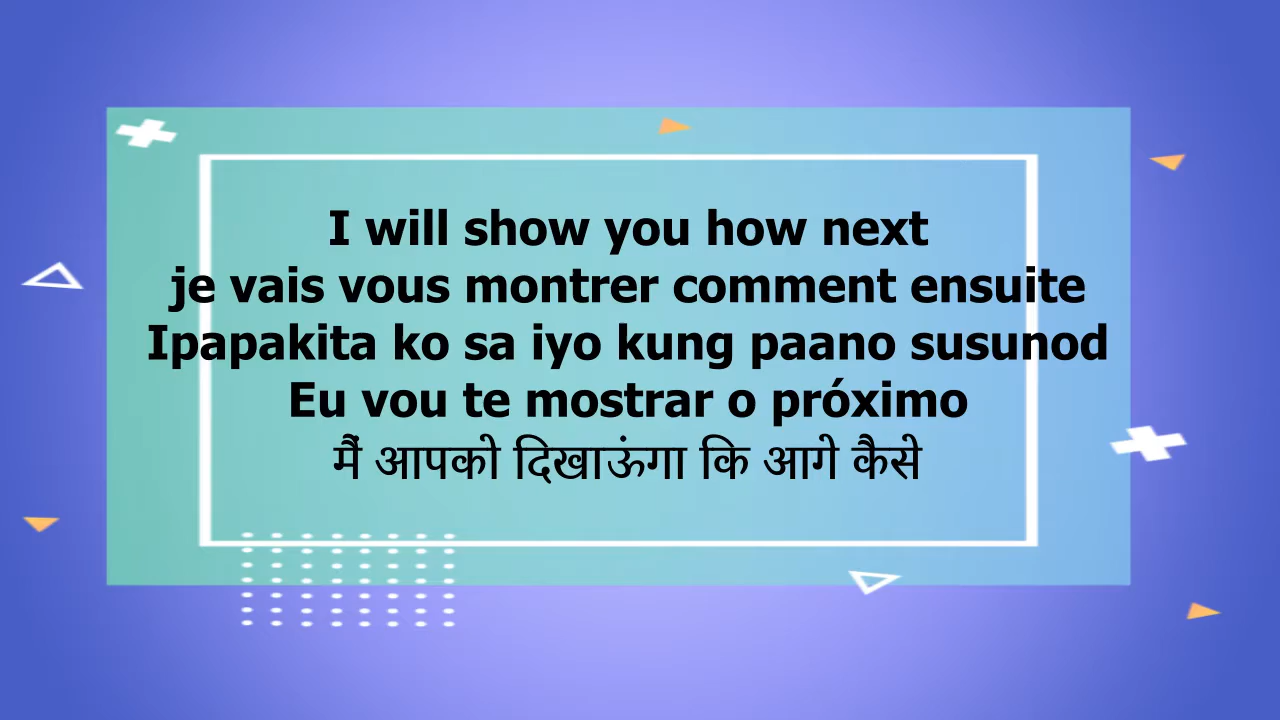 I will show you how next
je vais vous montrer comment ensuite
Ipapakita ko sa iyo kung paano susunod
Eu vou te mostrar o próximo
मैं आपको दिखाऊंगा कि आगे कैसे